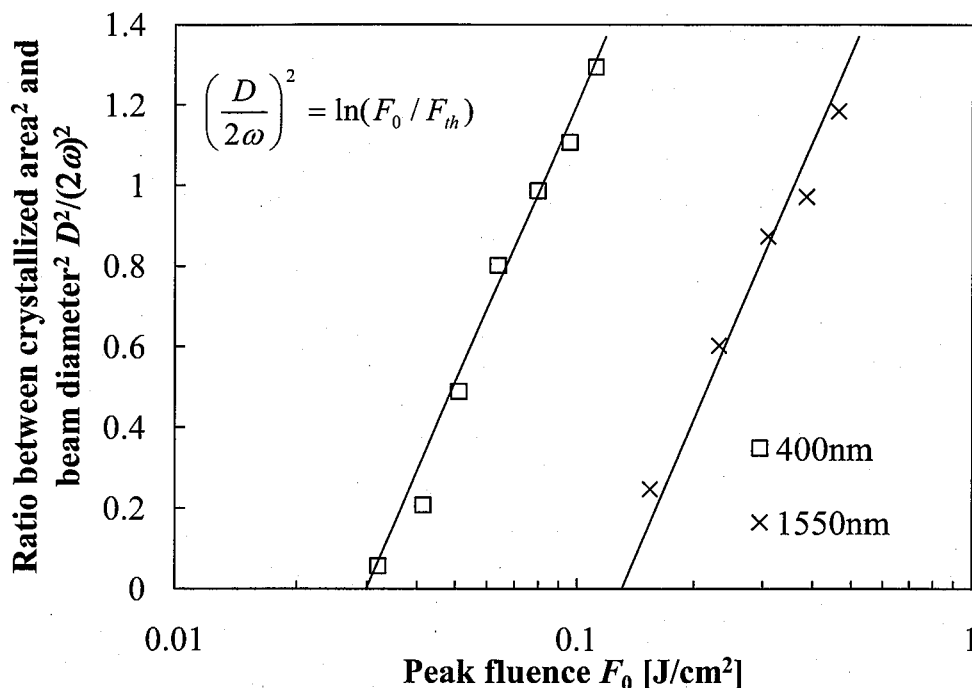 Ratio between crystallized area² and
beam diameter² D²/(2ω)²
1.4
1.2
1
0.8
0.6
0.4
0.2
0
(D/2ω)² = ln(F₀ / Fₜₕ)
400nm
1550nm
0.01
0.1
1
Peak fluence F₀ [J/cm²]